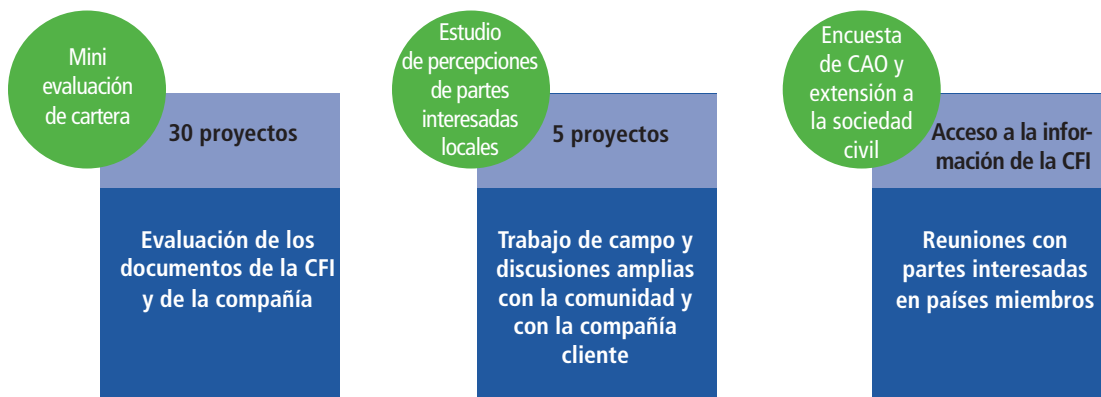 Mini
evaluación
de cartera
30 proyectos
Evaluación de los
documentos de la CFI
y de la compañía
Estudio
de percepciones
de partes
interesadas
locales
5 proyectos
Trabajo de campo y
discusiones amplias
con la comunidad y
con la compañía
cliente
Encuesta
de CAO y
extensión a
la sociedad
civil
Acceso a la infor-
mación de la CFI
Reuniones con
partes interesadas
en países miembros